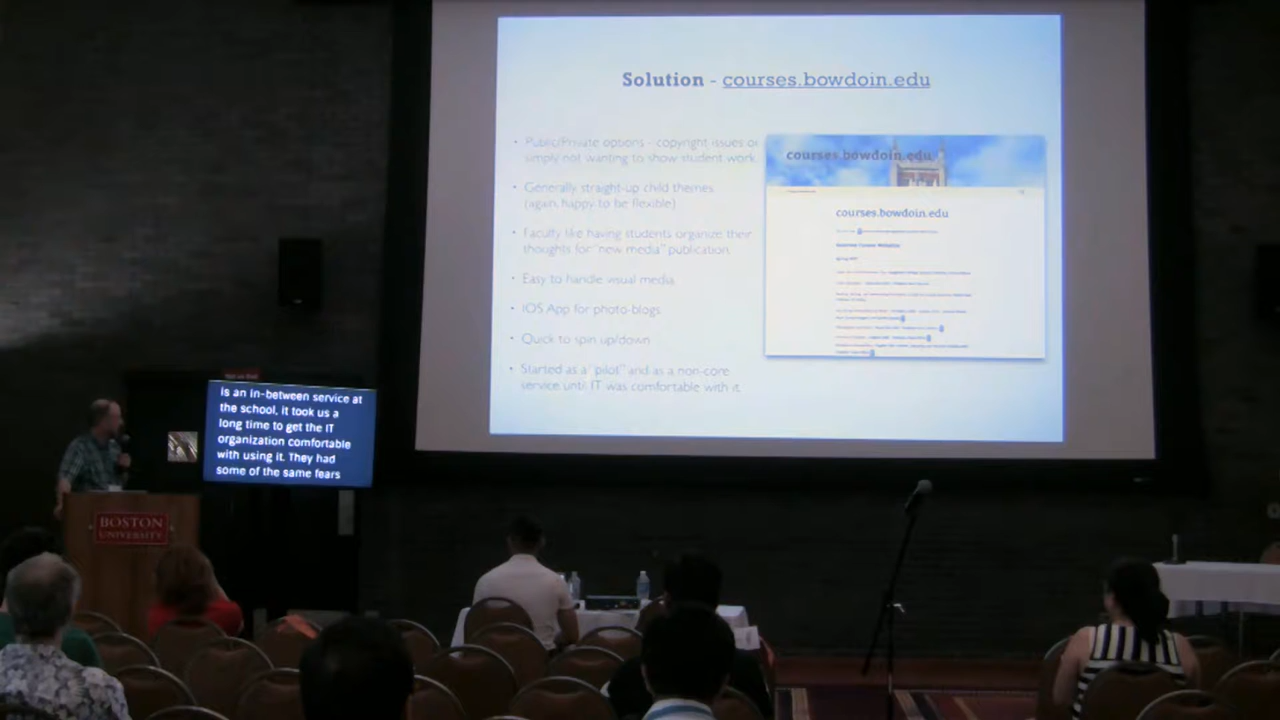 Solution - courses.bowdoin.edu
• Public/Private options - copyright issues or
simply not wanting to show student work
• Generally straight-up child themes
(again, happy to be flexible)
• Faculty like having students organize their
thoughts for "new media" publication
• Easy to handle visual media
• IOS App for photo-blogs
• Quick to spin up/down
• Started as a "pilot" and as a non-core
service until IT was comfortable with it
courses.bowdoin.edu
courses.bowdoin.edu
is an in-between service at
the school, it took us a
long time to get the IT
organization comfortable
with using it. They had
some of the same fears
BOSTON
UNIVERSITY